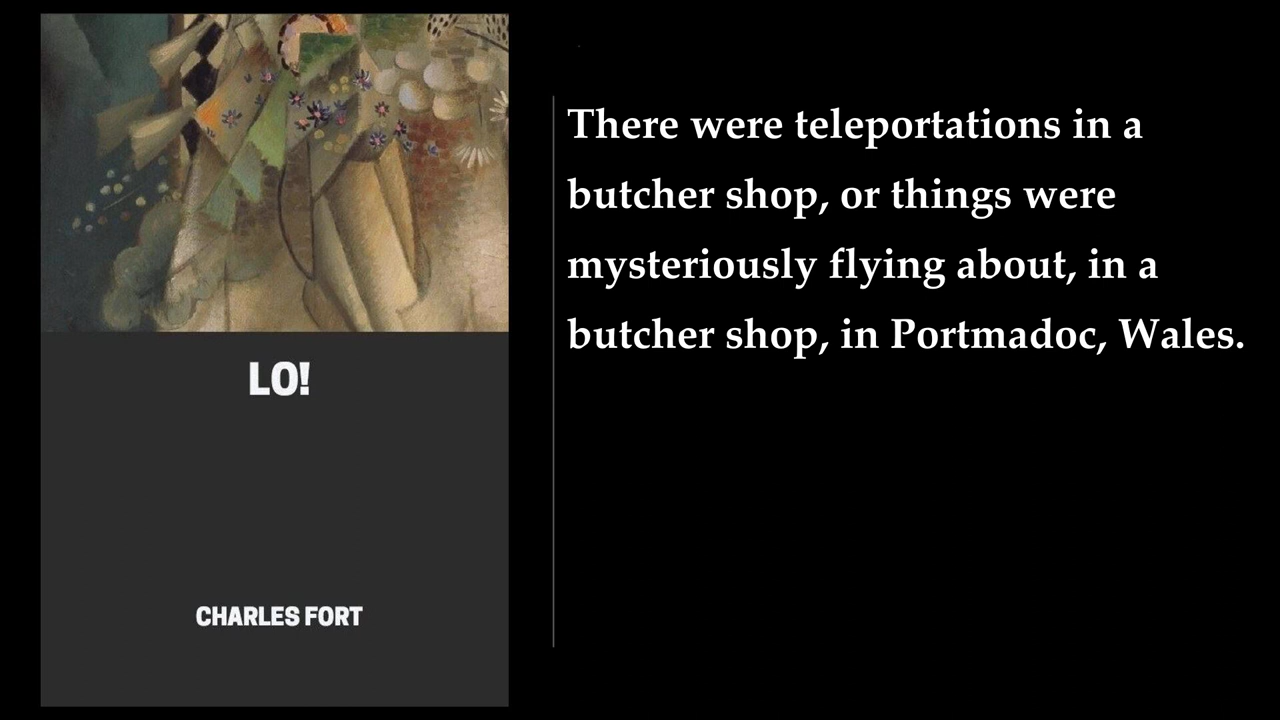 LO!
CHARLES FORT
There were teleportations in a
butcher shop, or things were
mysteriously flying about, in a
butcher shop, in Portmadoc, Wales.